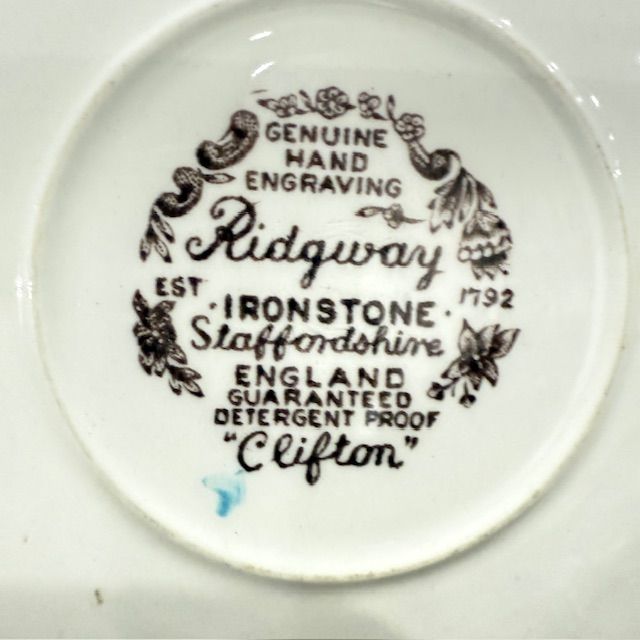 GENUINE
HAND
ENGRAVING
Ridgway
EST 1792
· IRONSTONE ·
Staffordshire
ENGLAND
GUARANTEED
DETERGENT PROOF
"Clifton"